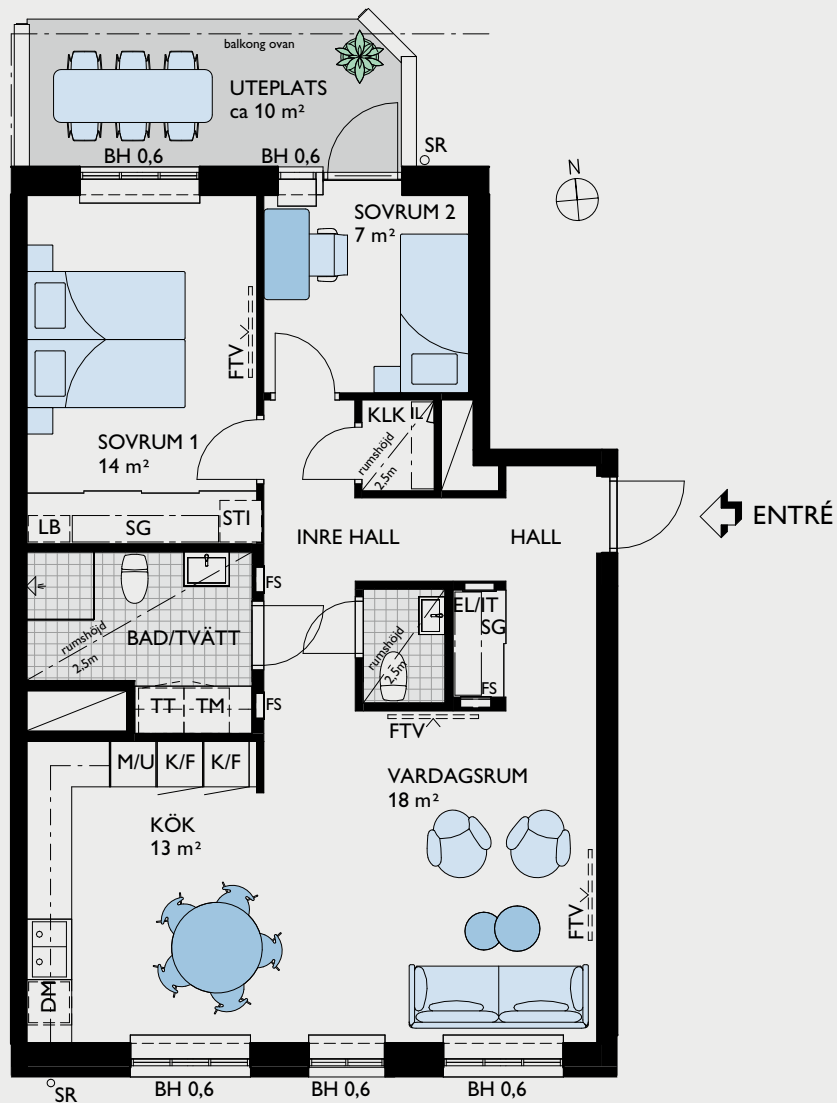 balkong ovan
UTEPLATS
ca 10 m²
BH 0,6
BH 0,6
SR
N
SOVRUM 2
7 m²
FTV
KLK
IL
rumshöjd
2.5m
SOVRUM 1
14 m²
LB
SG
STI
INRE HALL
HALL
ENTRÉ
FS
EL/IT
SG
rumshöjd
2.5m
BAD/TVÄTT
rumshöjd
2,5m
FS
TT
TM
FS
FTV
M/U
K/F
K/F
VARDAGSRUM
18 m²
KÖK
13 m²
FTV
DM
SR
BH 0,6
BH 0,6
BH 0,6